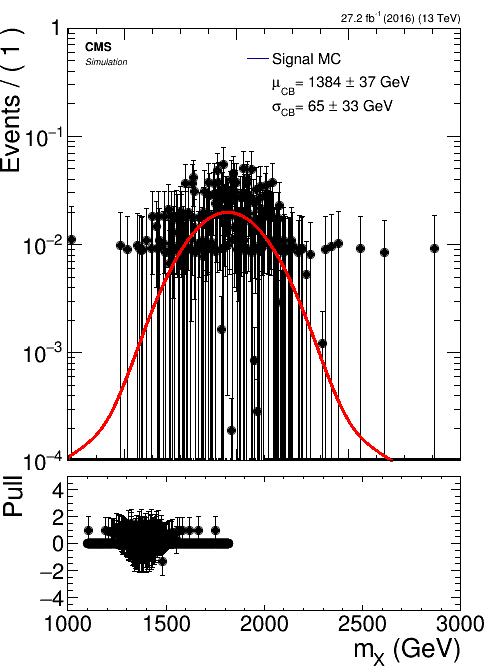 27.2 fb⁻¹ (2016) (13 TeV)
CMS
Simulation
Signal MC
μ_CB= 1384 ± 37 GeV
σ_CB= 65 ± 33 GeV
Events / ( 1 )
1
10⁻¹
10⁻²
10⁻³
10⁻⁴
Pull
4
2
0
−2
−4
1000 1500 2000 2500 3000
m_X (GeV)